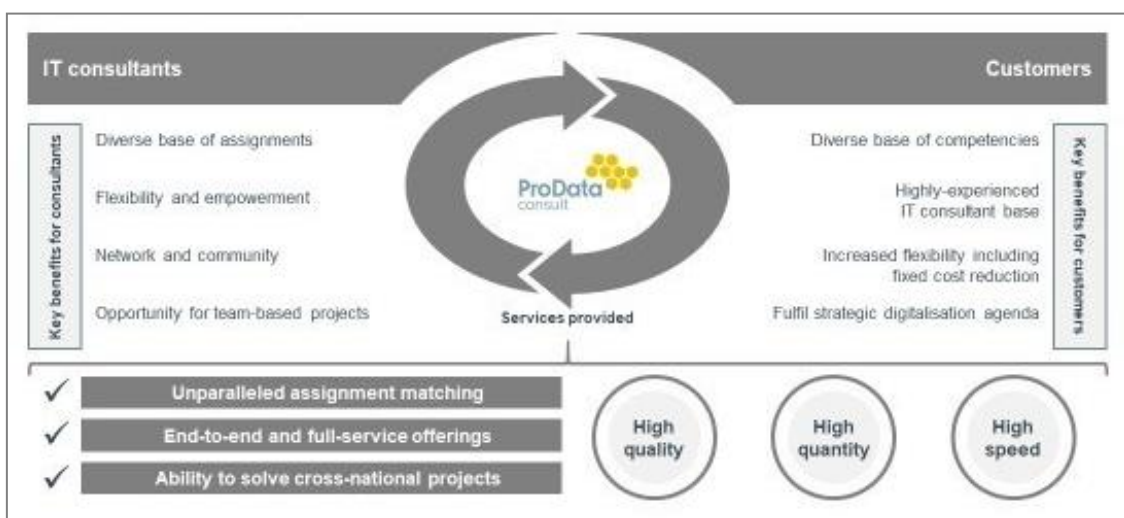 IT consultants
Customers
Key benefits for consultants
Diverse base of assignments
Flexibility and empowerment
Network and community
Opportunity for team-based projects
ProData
consult
Services provided
Diverse base of competencies
Highly-experienced
IT consultant base
Increased flexibility including
fixed cost reduction
Fulfil strategic digitalisation agenda
Key benefits for customers
Unparalleled assignment matching
End-to-end and full-service offerings
Ability to solve cross-national projects
High
quality
High
quantity
High
speed